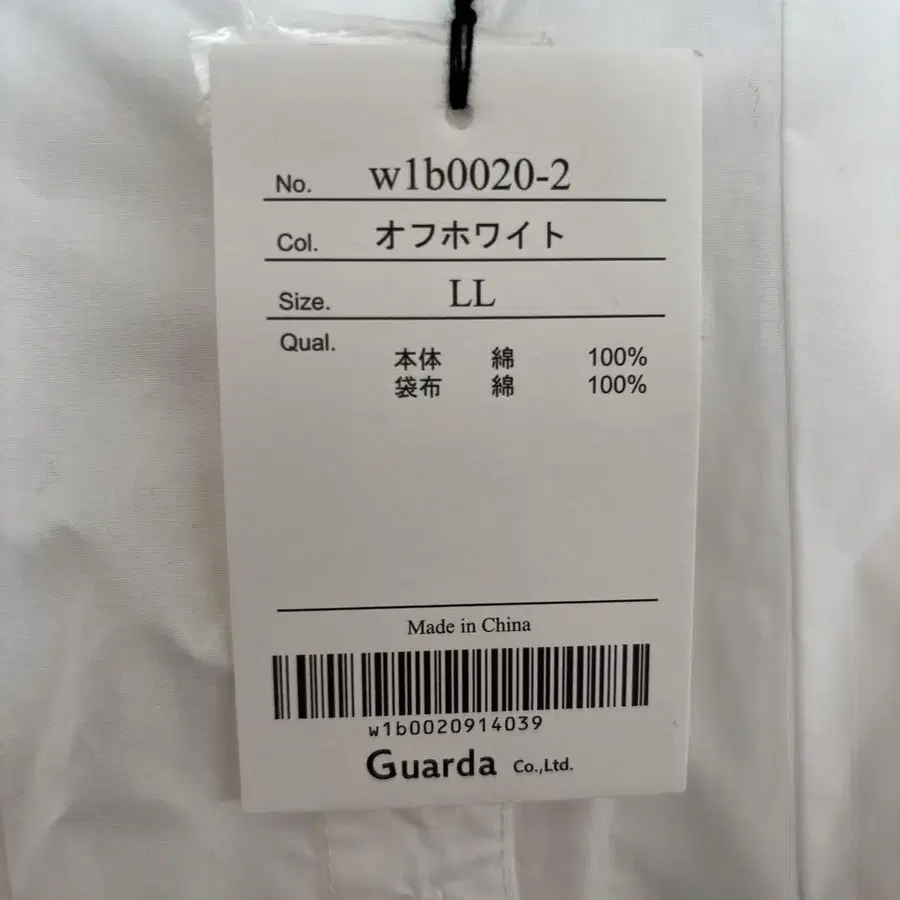 No. w1b0020-2
Col. オフホワイト
Size. LL
Qual.
本体 綿 100%
袋布 綿 100%
Made in China
w1b0020914039
Guarda Co.,Ltd.